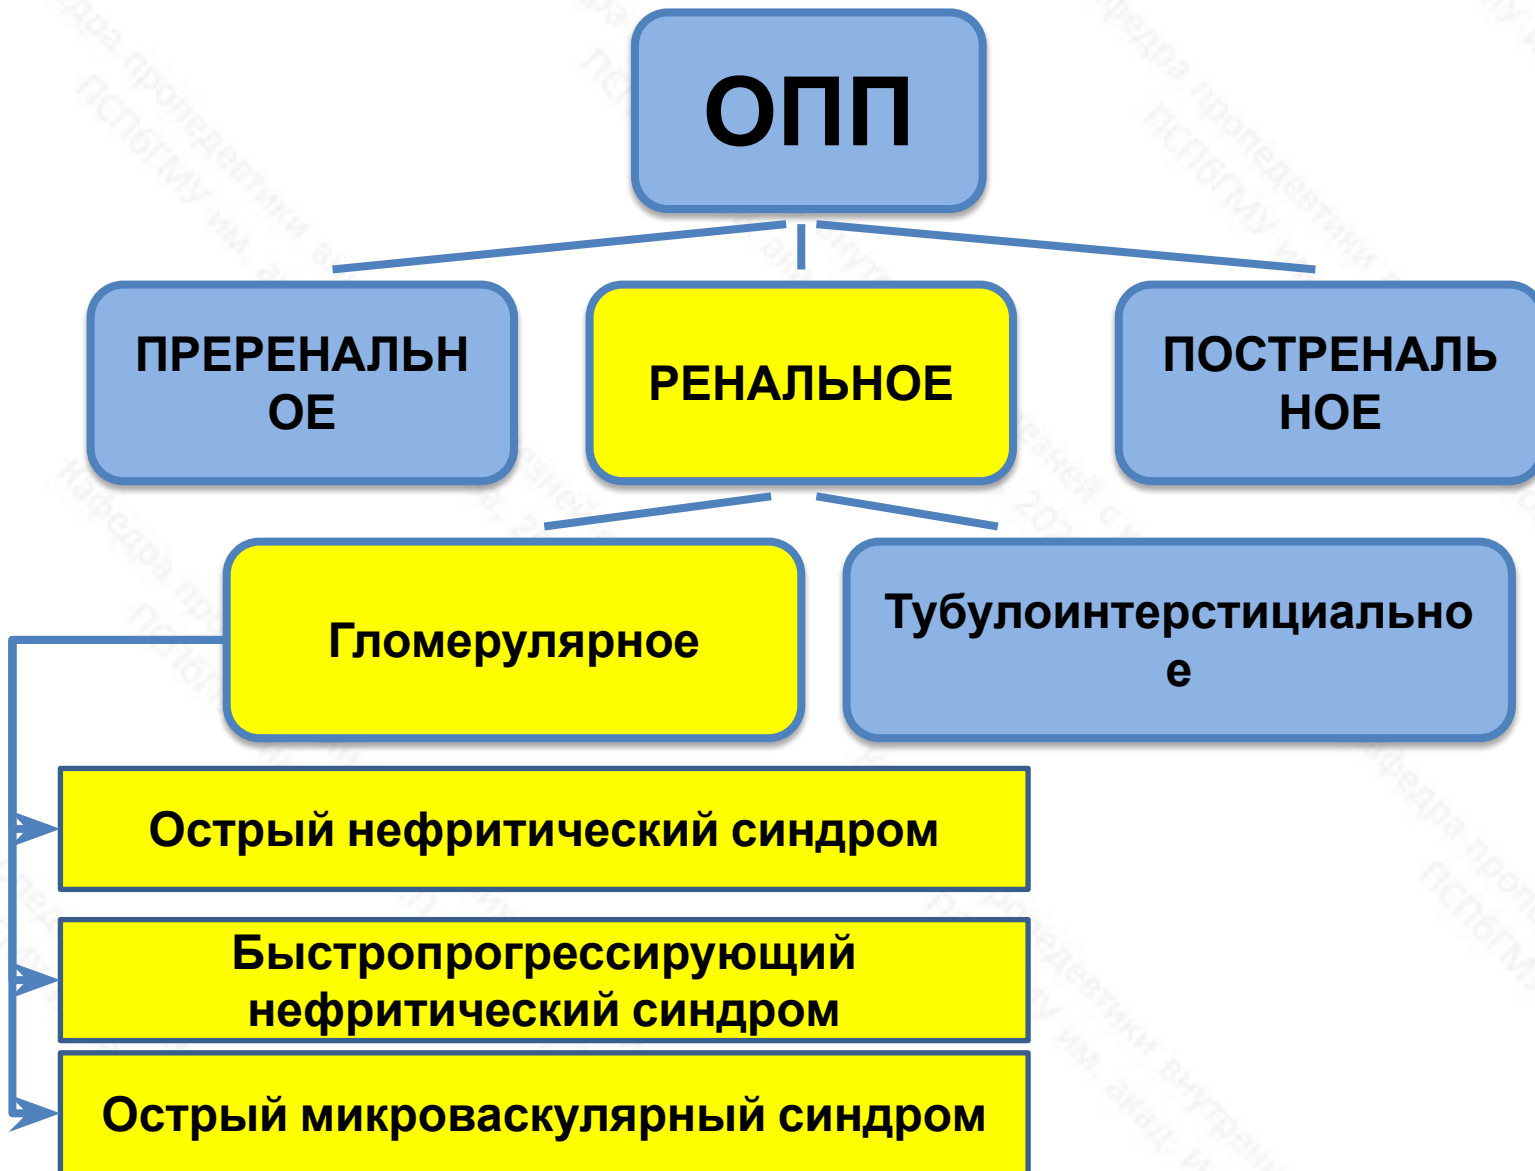 ОПП
ПРЕРЕНАЛЬН
ОЕ
РЕНАЛЬНОЕ
ПОСТРЕНАЛЬ
НОЕ
Гломерулярное
Тубулоинтерстициально
е
Острый нефритический синдром
Быстропрогрессирующий
нефритический синдром
Острый микроваскулярный синдром